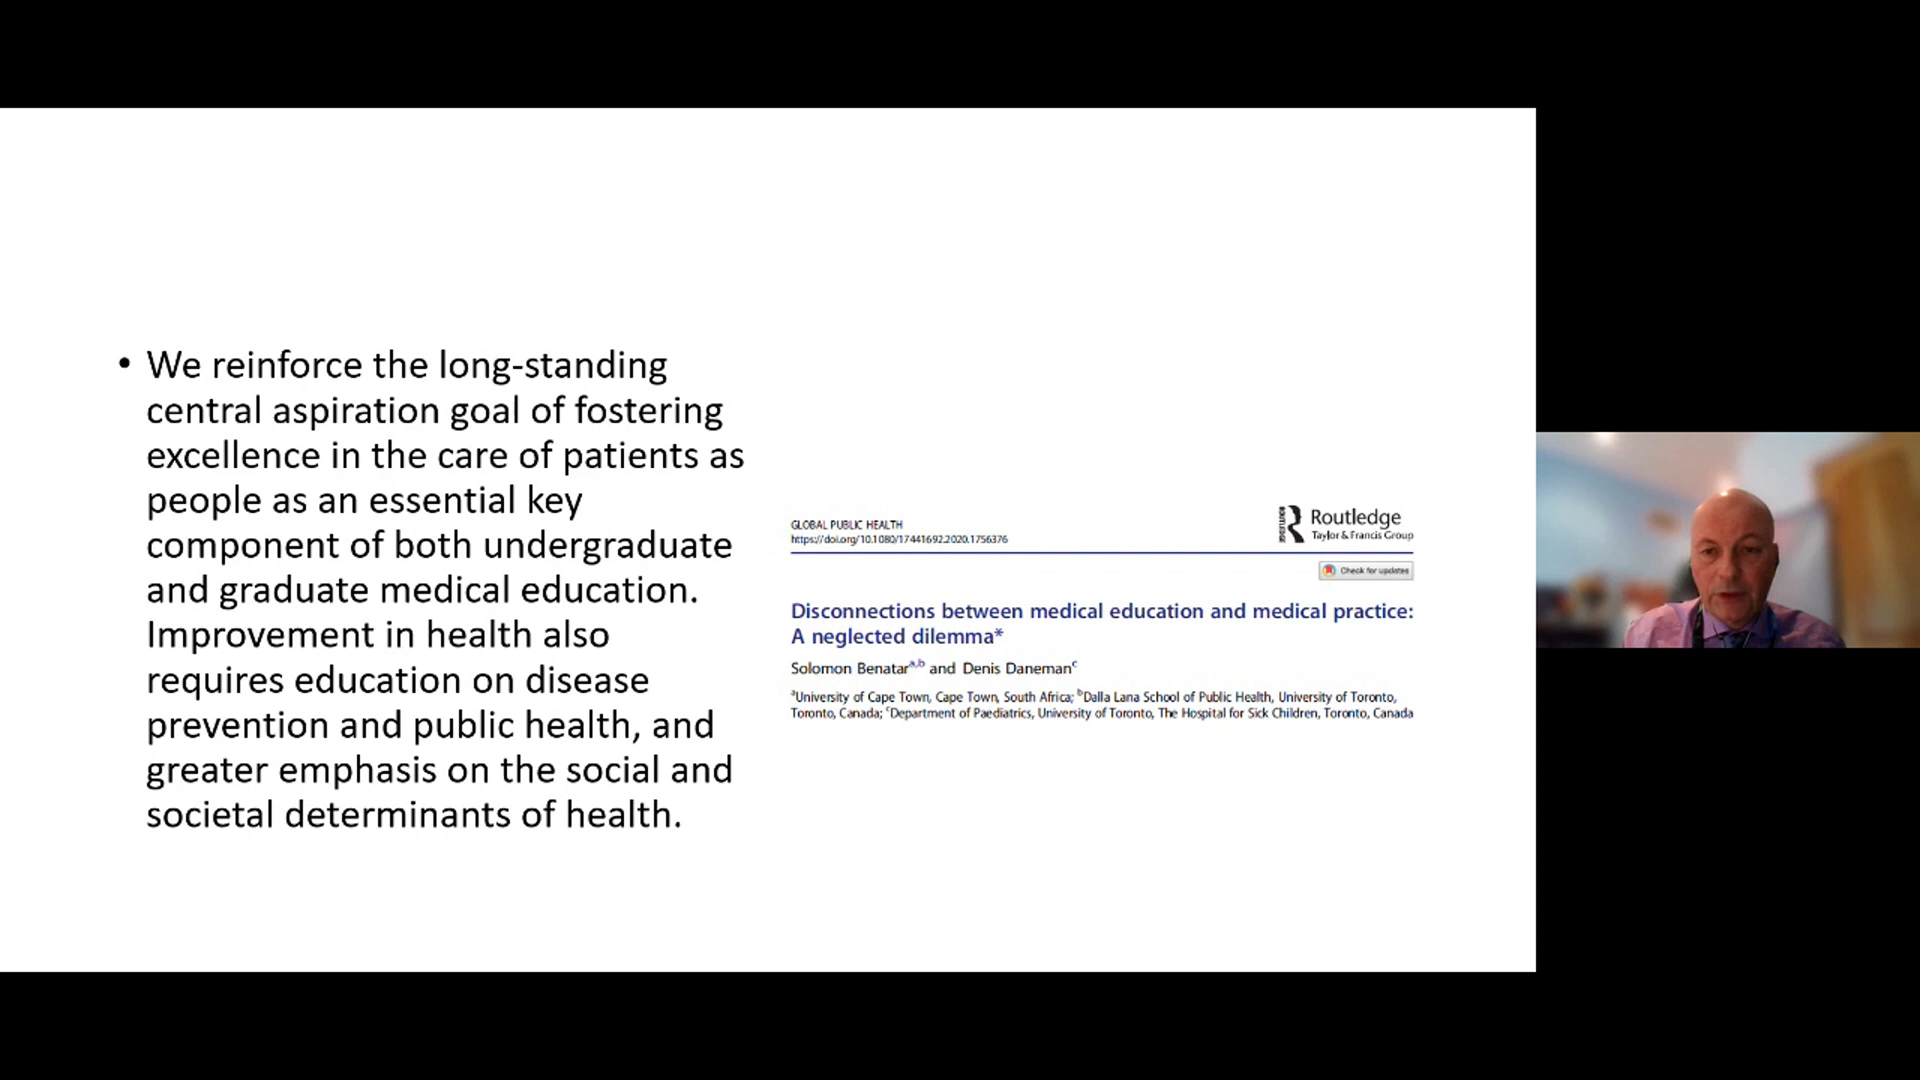 • We reinforce the long-standing
central aspiration goal of fostering
excellence in the care of patients as
people as an essential key
component of both undergraduate
and graduate medical education.
Improvement in health also
requires education on disease
prevention and public health, and
greater emphasis on the social and
societal determinants of health.
GLOBAL PUBLIC HEALTH
https://doi.org/10.1080/17441692.2020.1756376
ROUTLEDGE
Routledge
Taylor & Francis Group
Check for updates
Disconnections between medical education and medical practice:
A neglected dilemma*
Solomon Benatarᵃ,ᵇ and Denis Danemanᶜ
ᵃUniversity of Cape Town, Cape Town, South Africa; ᵇDalla Lana School of Public Health, University of Toronto,
Toronto, Canada; ᶜDepartment of Paediatrics, University of Toronto, The Hospital for Sick Children, Toronto, Canada